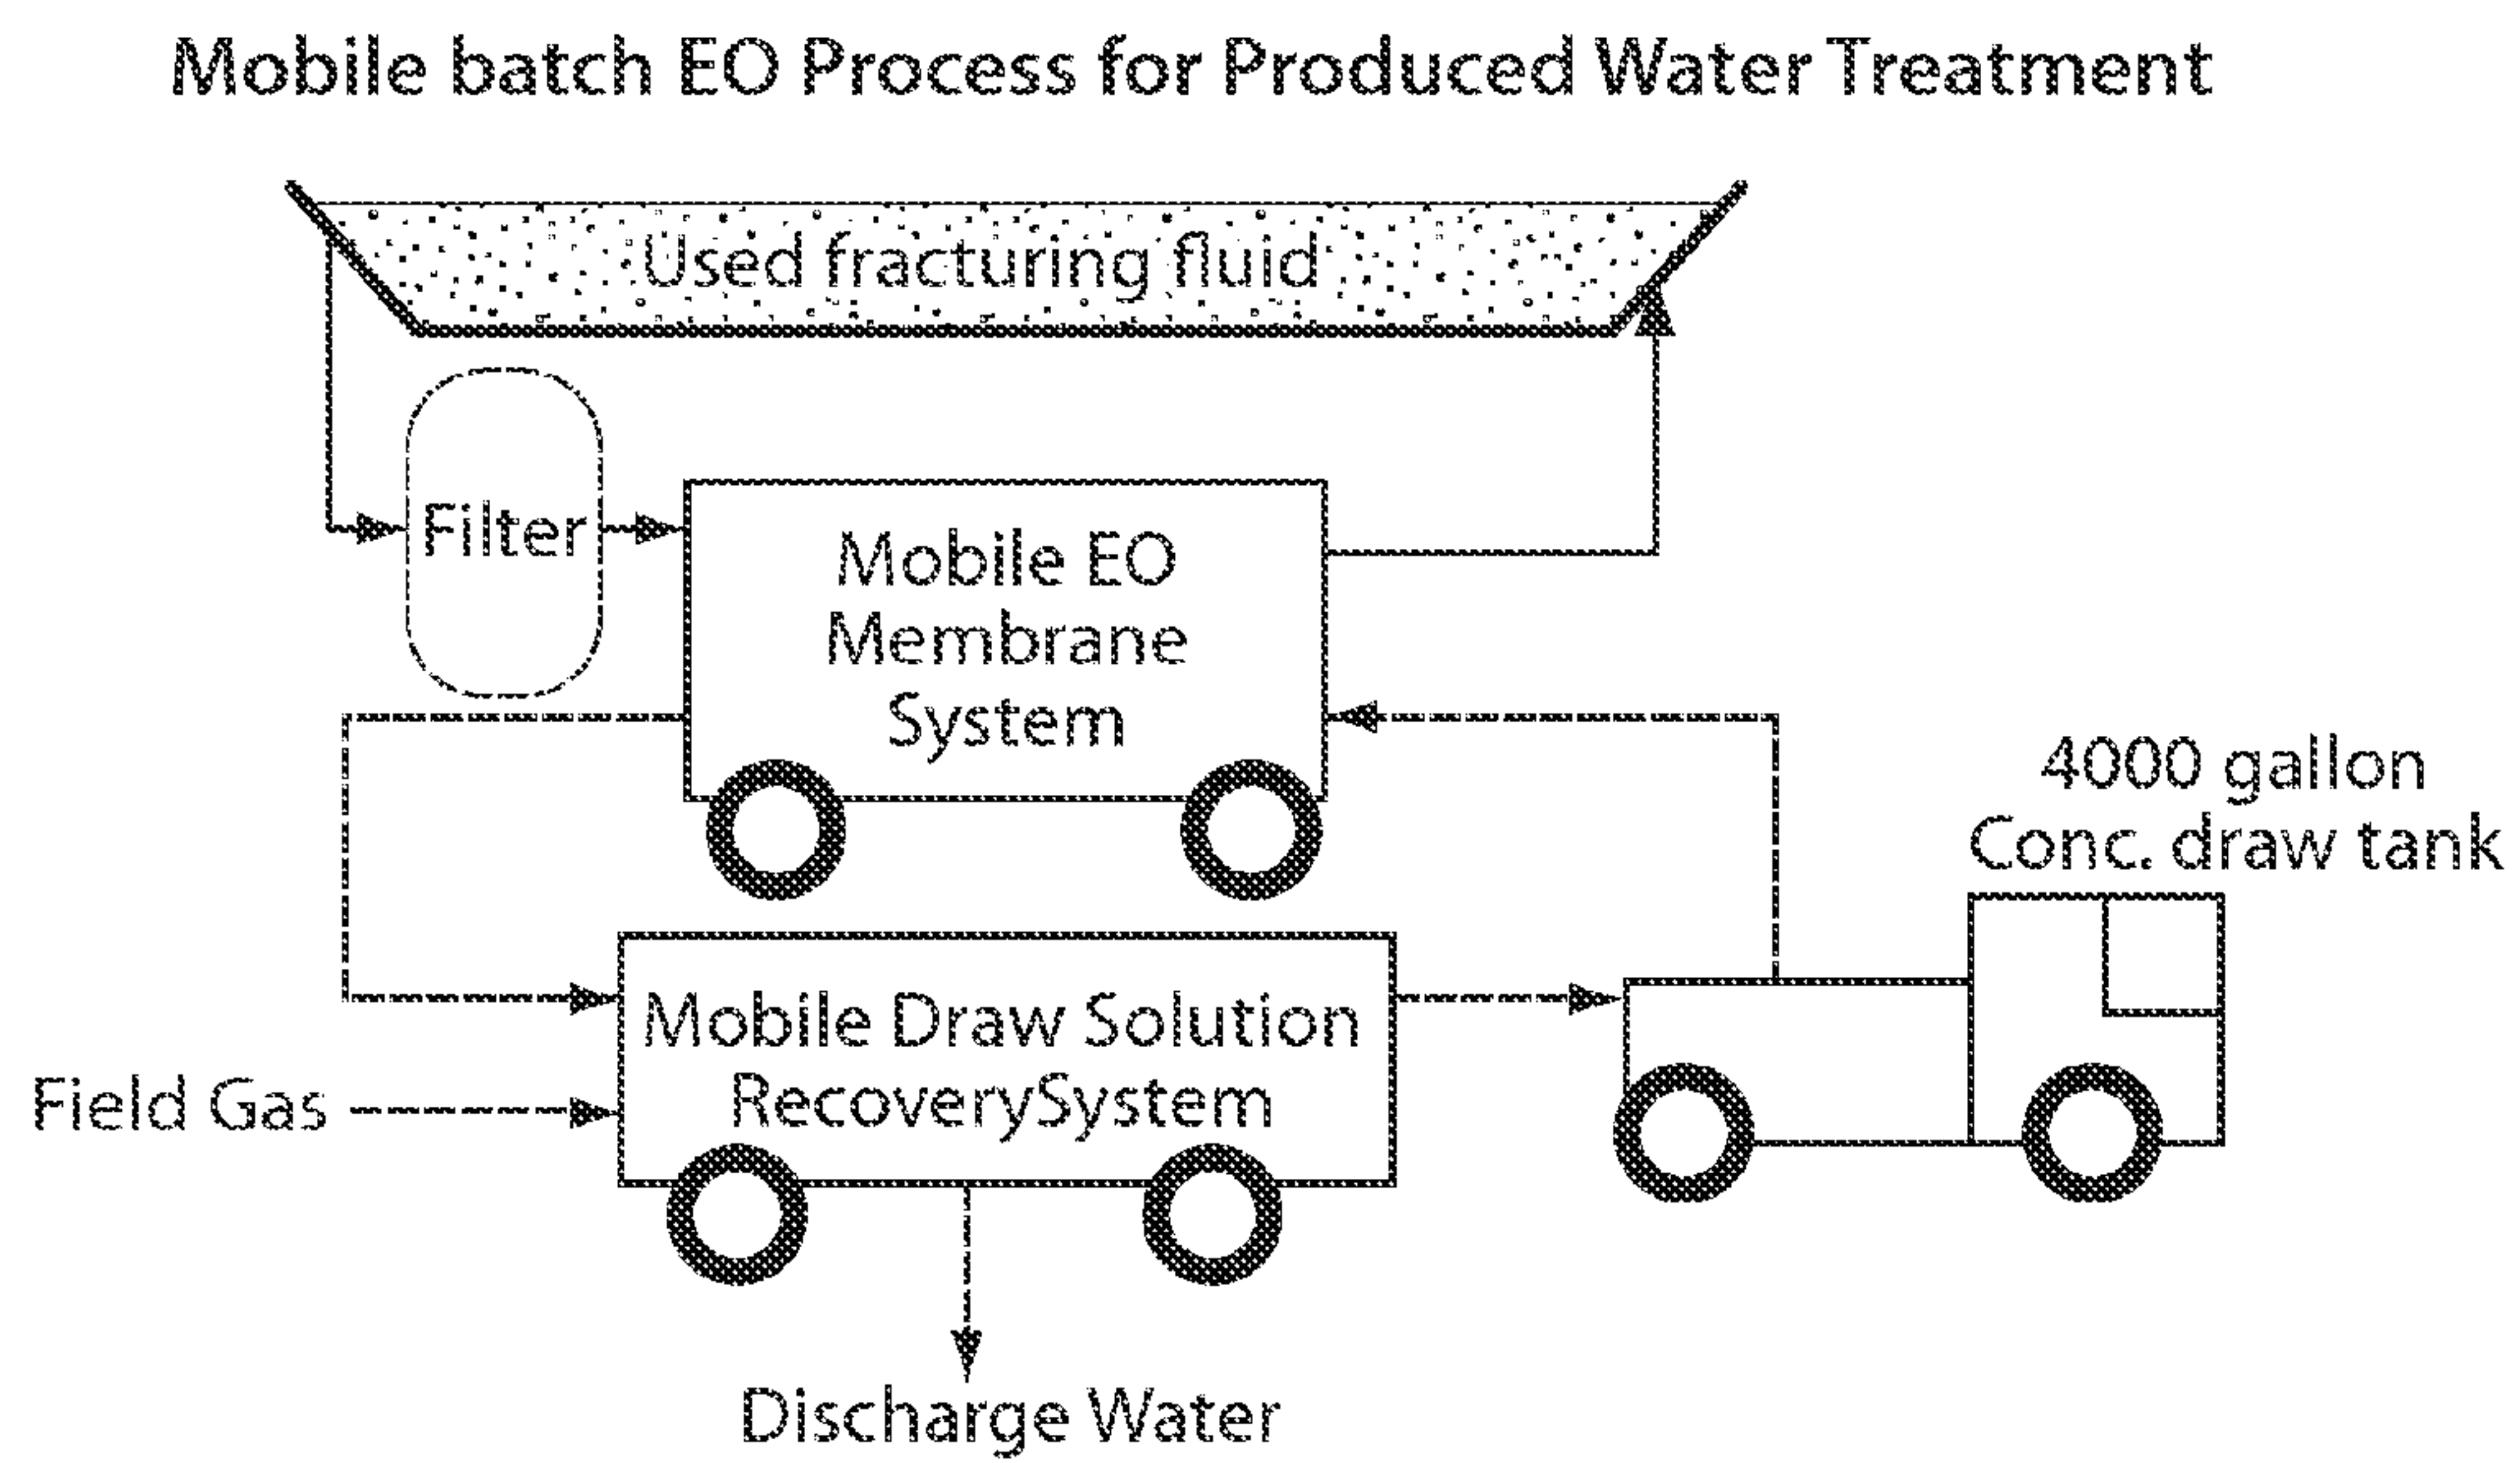 Mobile batch EO Process for Produced Water Treatment
Used fracturing fluid
Filter
Mobile EO
Membrane
System
4000 gallon
Conc. draw tank
Mobile Draw Solution
RecoverySystem
Field Gas
Discharge Water